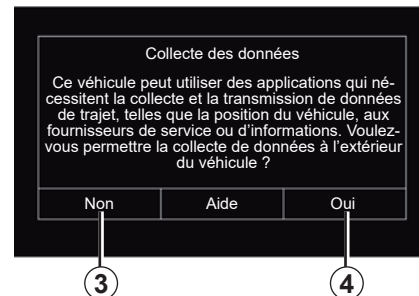 Collecte des données
Ce véhicule peut utiliser des applications qui né-
cessitent la collecte et la transmission de données
de trajet, telles que la position du véhicule, aux
fournisseurs de service ou d'informations. Voulez-
vous permettre la collecte de données à l'extérieur
du véhicule ?
Non Aide Oui
3 4